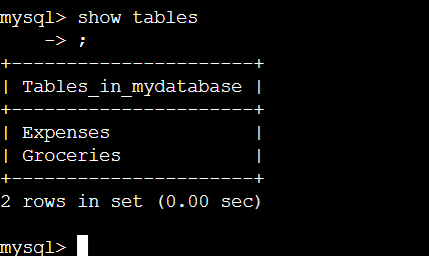 mysql> show tables
    -> ;
+----------------------+
| Tables_in_mydatabase |
+----------------------+
| Expenses             |
| Groceries            |
+----------------------+
2 rows in set (0.00 sec)
mysql>